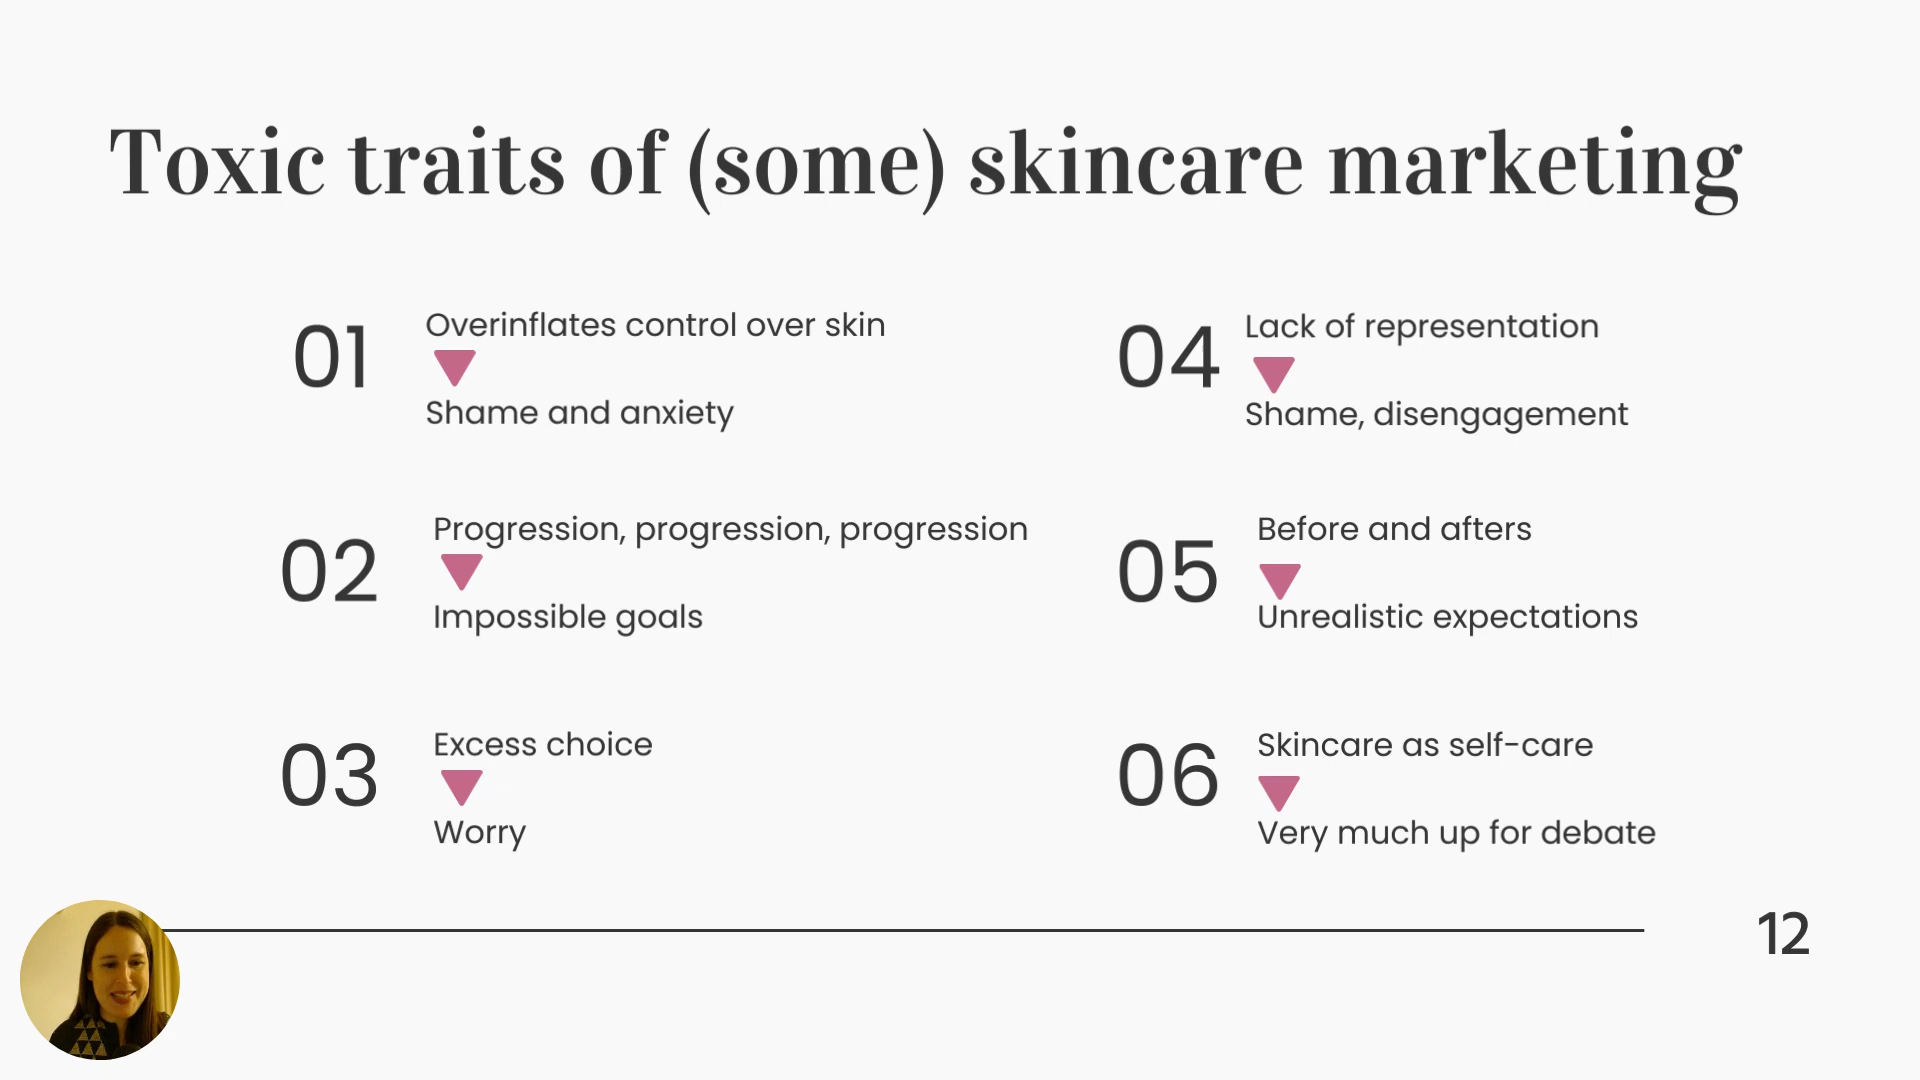 Toxic traits of (some) skincare marketing
01
Overinflates control over skin
Shame and anxiety
02
Progression, progression, progression
Impossible goals
03
Excess choice
Worry
04
Lack of representation
Shame, disengagement
05
Before and afters
Unrealistic expectations
06
Skincare as self-care
Very much up for debate
12